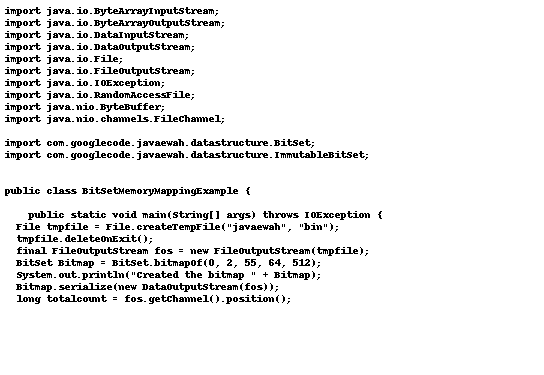 import java.io.ByteArrayInputStream;
import java.io.ByteArrayOutputStream;
import java.io.DataInputStream;
import java.io.DataOutputStream;
import java.io.File;
import java.io.FileOutputStream;
import java.io.IOException;
import java.io.RandomAccessFile;
import java.nio.ByteBuffer;
import java.nio.channels.FileChannel;

import com.googlecode.javaewah.datastructure.BitSet;
import com.googlecode.javaewah.datastructure.ImmutableBitSet;


public class BitSetMemoryMappingExample {

    public static void main(String[] args) throws IOException {
  File tmpfile = File.createTempFile("javaewah", "bin");
  tmpfile.deleteOnExit();
  final FileOutputStream fos = new FileOutputStream(tmpfile);
  BitSet Bitmap = BitSet.bitmapOf(0, 2, 55, 64, 512);
  System.out.println("Created the bitmap " + Bitmap);
  Bitmap.serialize(new DataOutputStream(fos));
  long totalcount = fos.getChannel().position();